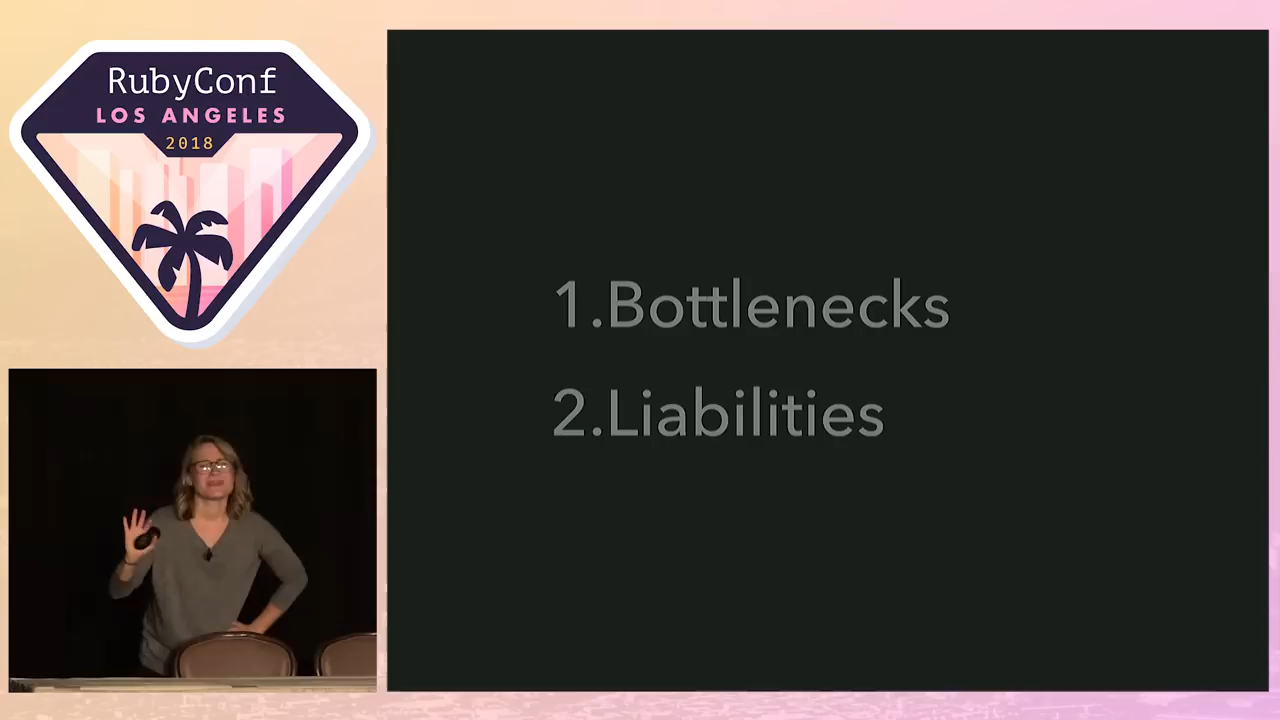 RubyConf
LOS ANGELES
2018
1.Bottlenecks
2.Liabilities